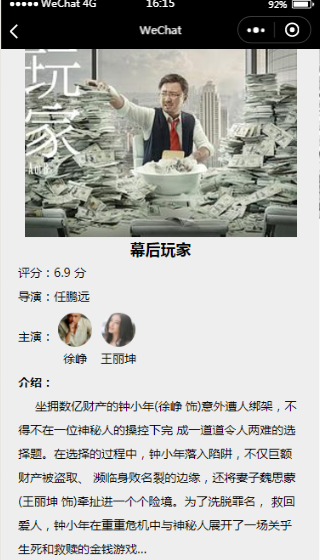 WeChat 4G
16:15
92%
WeChat
玩
家
幕后玩家
评分：6.9 分
导演：任鹏远
主演：
徐峥 王丽坤
介绍：
坐拥数亿财产的钟小年(徐峥 饰)意外遭人绑架，不
得不在一位神秘人的操控下完 成一道道令人两难的选
择题。在选择的过程中，钟小年落入陷阱，不仅巨额
财产被盗取、 濒临身败名裂的边缘，还将妻子魏思蒙
(王丽坤 饰)牵扯进一个个险境。为了洗脱罪名， 救回
爱人，钟小年在重重危机中与神秘人展开了一场关乎
生死和救赎的金钱游戏...